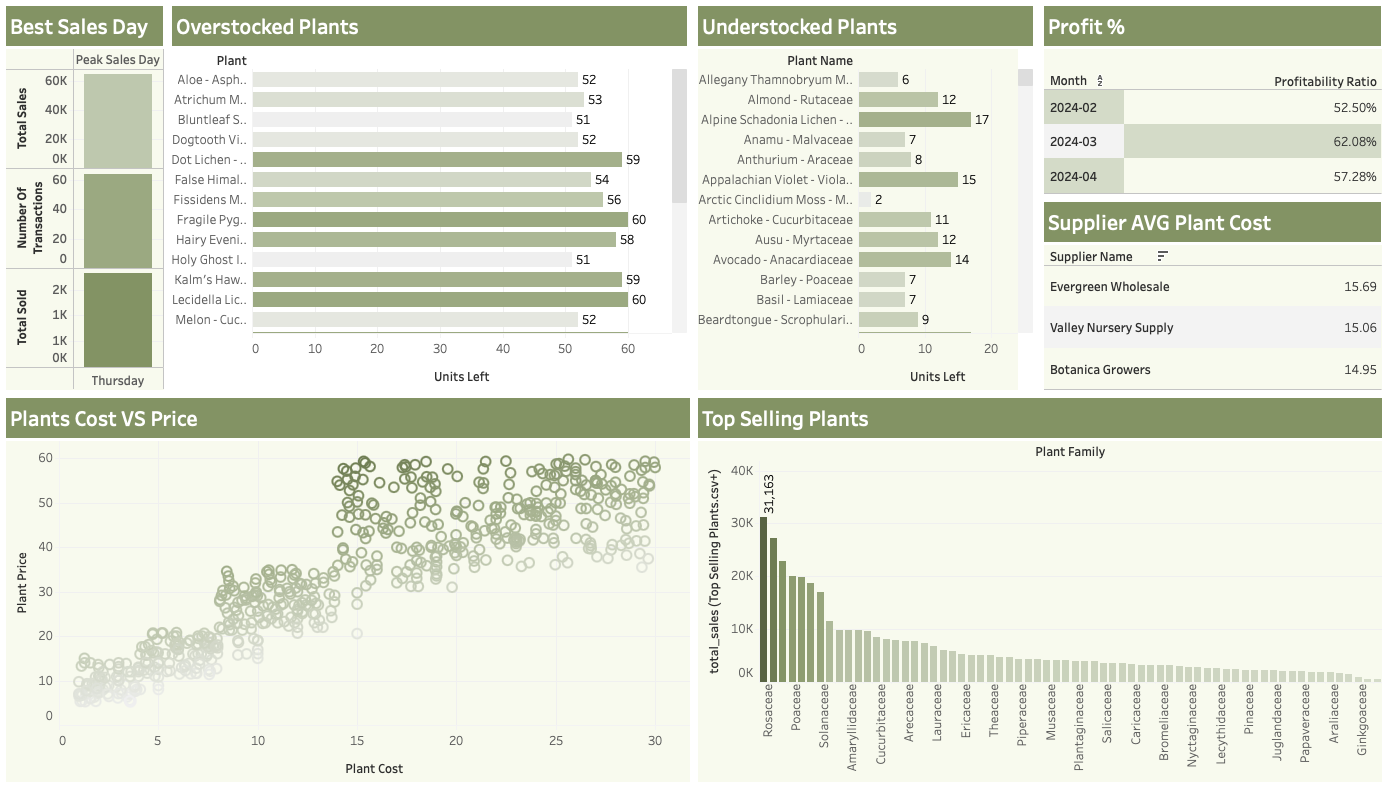 Best Sales Day
Peak Sales Day
Total Sales
60K
40K
20K
0K
Number Of
Transactions
60
40
20
0
Total Sold
2K
1K
1K
0K
Thursday
Overstocked Plants
Plant
Aloe - Asph.. 52
Atrichum M.. 53
Bluntleaf S.. 51
Dogtooth Vi.. 52
Dot Lichen - .. 59
False Himal.. 54
Fissidens M.. 56
Fragile Pyg.. 60
Hairy Eveni.. 58
Holy Ghost I.. 51
Kalm's Haw.. 59
Lecidella Lic.. 60
Melon - Cuc.. 52
0 10 20 30 40 50 60
Units Left
Understocked Plants
Plant Name
Allegany Thamnobryum M.. 6
Almond - Rutaceae 12
Alpine Schadonia Lichen - .. 17
Anamu - Malvaceae 7
Anthurium - Araceae 8
Appalachian Violet - Viola.. 15
Arctic Cinclidium Moss - M.. 2
Artichoke - Cucurbitaceae 11
Ausu - Myrtaceae 12
Avocado - Anacardiaceae 14
Barley - Poaceae 7
Basil - Lamiaceae 7
Beardtongue - Scrophulari.. 9
0 10 20
Units Left
Profit %
Month Profitability Ratio
2024-02 52.50%
2024-03 62.08%
2024-04 57.28%
Supplier AVG Plant Cost
Supplier Name
Evergreen Wholesale 15.69
Valley Nursery Supply 15.06
Botanica Growers 14.95
Plants Cost VS Price
Plant Price
60
50
40
30
20
10
0
0 5 10 15 20 25 30
Plant Cost
Top Selling Plants
Plant Family
total_sales (Top Selling Plants.csv+)
40K
30K
20K
10K
0K
31,163
Rosaceae
Poaceae
Solanaceae
Amaryllidaceae
Cucurbitaceae
Arecaceae
Lauraceae
Ericaceae
Theaceae
Piperaceae
Musaceae
Plantaginaceae
Salicaceae
Caricaceae
Bromeliaceae
Nyctaginaceae
Lecythidaceae
Pinaceae
Juglandaceae
Papaveraceae
Araliaceae
Ginkgoaceae